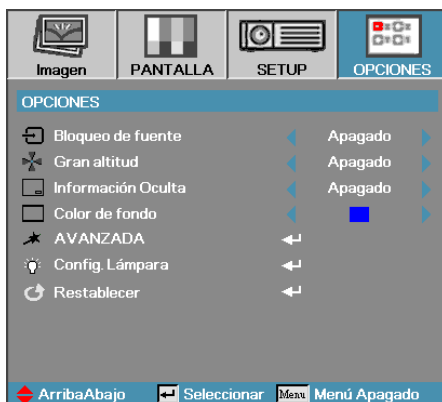 Imagen PANTALLA SETUP OPCIONES
OPCIONES
Bloqueo de fuente Apagado
Gran altitud Apagado
Información Oculta Apagado
Color de fondo
AVANZADA
Config. Lámpara
Restablecer
ArribaAbajo Seleccionar Menu Menú Apagado